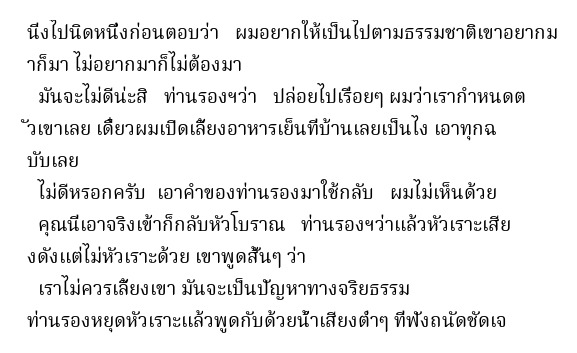 นิ่งไปนิดหนึ่งก่อนตอบว่า ผมอยากให้เป็นไปตามธรรมชาติเขาอยากม
าก็มา ไม่อยากมาก็ไม่ต้องมา
มันจะไม่ดีน่ะสิ ท่านรองฯว่า ปล่อยไปเรื่อยๆ ผมว่าเรากำหนดต
ัวเขาเลย เดี๋ยวผมเปิดเลี้ยงอาหารเย็นที่บ้านเลยเป็นไง เอาทุกฉ
บับเลย
ไม่ดีหรอกครับ เอาคำของท่านรองมาใช้กลับ ผมไม่เห็นด้วย
คุณนี่เอาจริงเข้าก็กลับหัวโบราณ ท่านรองฯว่าแล้วหัวเราะเสีย
งดังแต่ไม่หัวเราะด้วย เขาพูดสั้นๆ ว่า
เราไม่ควรเลี้ยงเขา มันจะเป็นปัญหาทางจริยธรรม
ท่านรองหยุดหัวเราะแล้วพูดกับด้วยน้ำเสียงต่ำๆ ที่ฟังถนัดชัดเจ